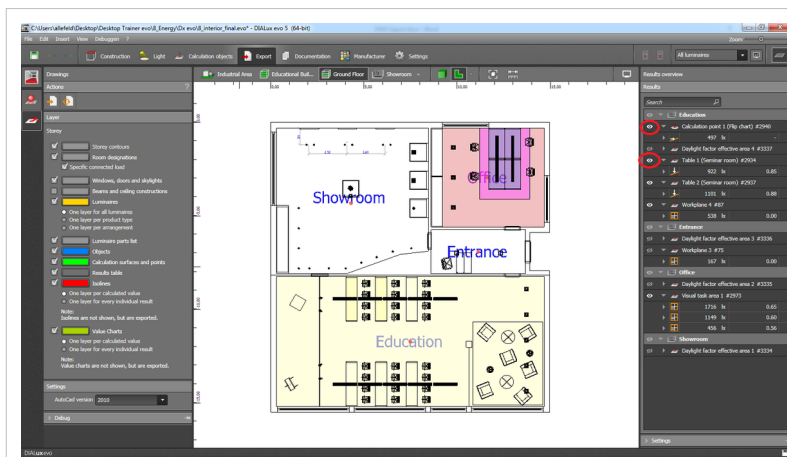 C:\Users\allefeld\Desktop\Desktop Trainer evo\8_Energy\Dx evo\8_interior_final.evo* - DIALux evo 5 (64-bit)
File Edit Insert View Debuggen ?
Zoom
Construction Light Calculation objects Export Documentation Manufacturer Settings
All luminaires
Drawings
Industrial Area Educational Buil... Ground Floor Showroom
Results overview
Actions ?
Results
Search
Layer
Storey
Storey contours
Room designations
Specific connected load
Windows, doors and skylights
Beams and ceiling constructions
Luminaires
One layer for all luminaires
One layer per product type
One layer per arrangement
Luminaire parts list
Objects
Calculation surfaces and points
Results table
Isolines
One layer per calculated value
One layer for every individual result
Note:
Isolines are not shown, but are exported.
Value Charts
One layer per calculated value
One layer for every individual result
Note:
Value charts are not shown, but are exported.
Settings
AutoCad version 2010
Debug
Showroom
Office
Entrance
Education
Education
Calculation point 1 (Flip chart) #2940
497 lx -
Daylight factor effective area 4 #3337
Table 1 (Seminar room) #2934
922 lx 0.85
Table 2 (Seminar room) #2937
1101 lx 0.88
Workplane 4 #87
538 lx 0.00
Entrance
Daylight factor effective area 3 #3336
Workplane 3 #75
167 lx 0.00
Office
Daylight factor effective area 2 #3335
Visual task area 1 #2973
1716 lx 0.65
1149 lx 0.60
456 lx 0.56
Showroom
Daylight factor effective area 1 #3334
Settings
DIALux evo